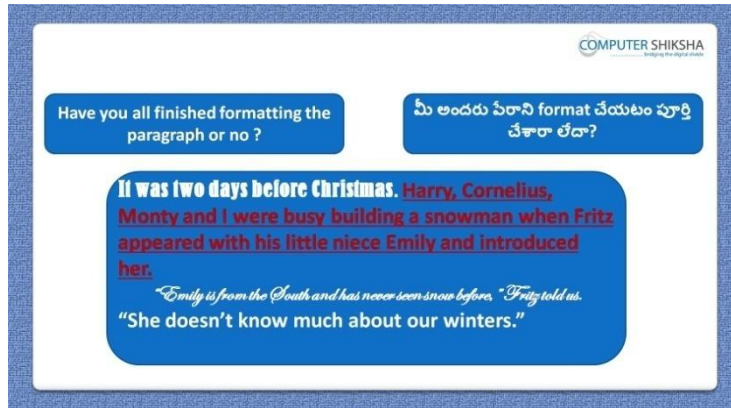 COMPUTER SHIKSHA
Bridging the digital divide
Have you all finished formatting the
paragraph or no ?
మీ అందరు పేరాని format చేయటం పూర్తి
చేశారా లేదా?
It was two days before Christmas. Harry, Cornelius,
Monty and I were busy building a snowman when Fritz
appeared with his little niece Emily and introduced
her.
"Emily is from the South and has never seen snow before," Fritz told us.
“She doesn’t know much about our winters.”